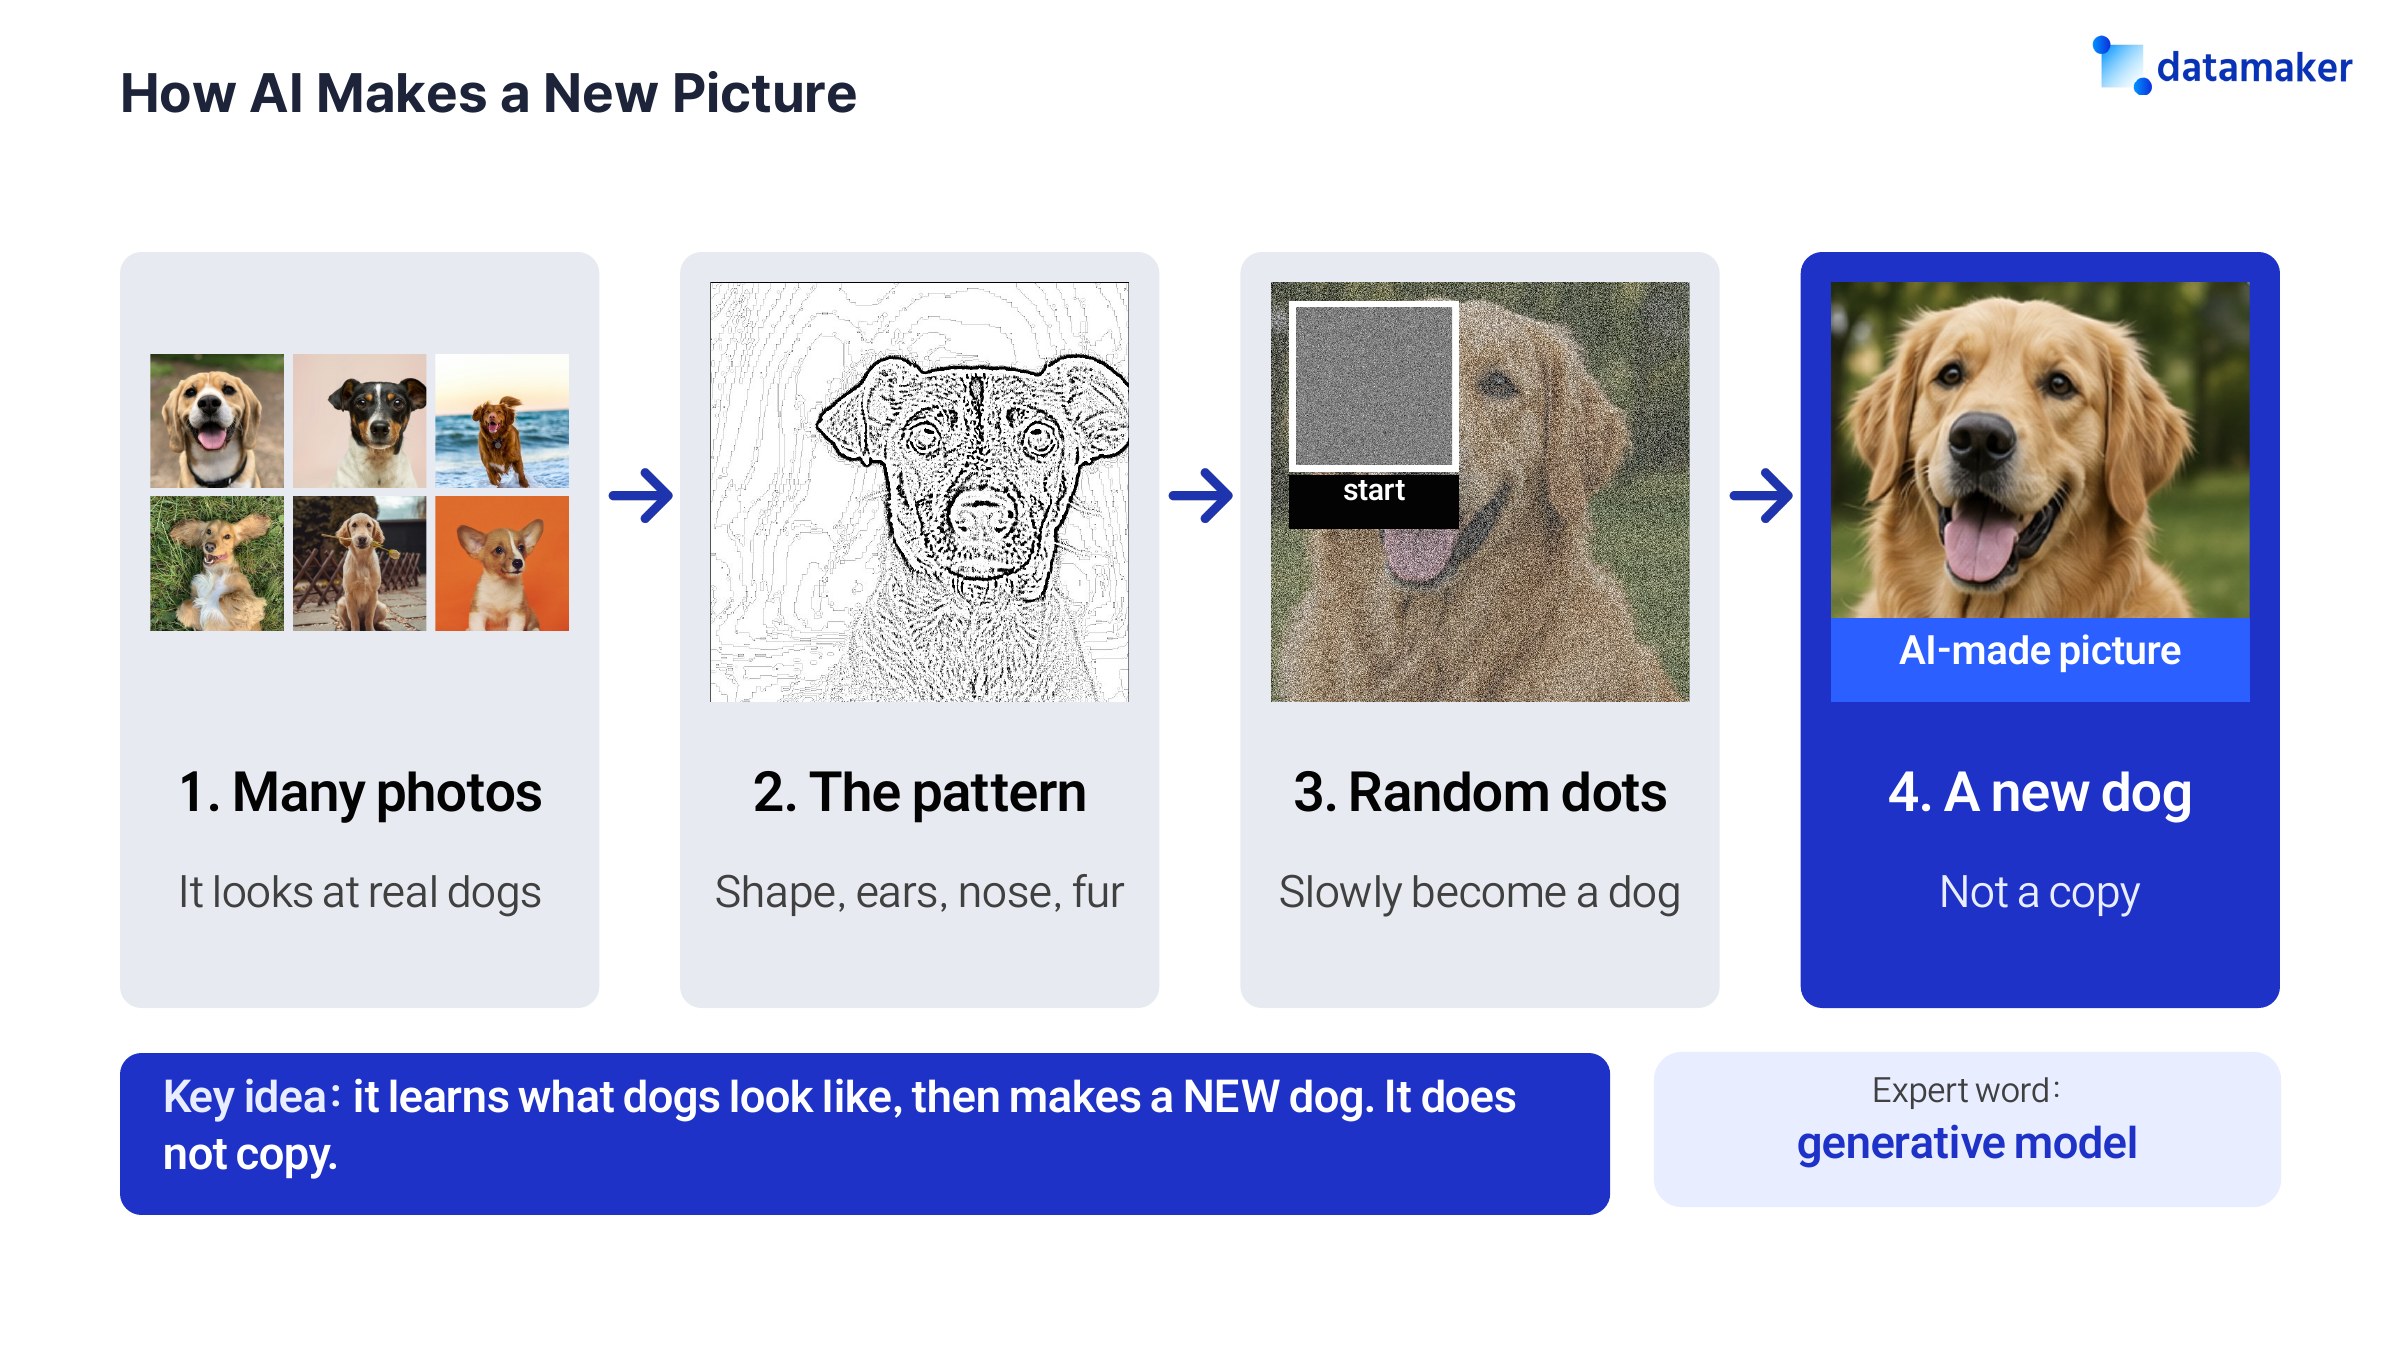 How AI Makes a New Picture
datamaker
start
AI-made picture
1. Many photos
It looks at real dogs
2. The pattern
Shape, ears, nose, fur
3. Random dots
Slowly become a dog
4. A new dog
Not a copy
Key idea: it learns what dogs look like, then makes a NEW dog. It does
not copy.
Expert word:
generative model